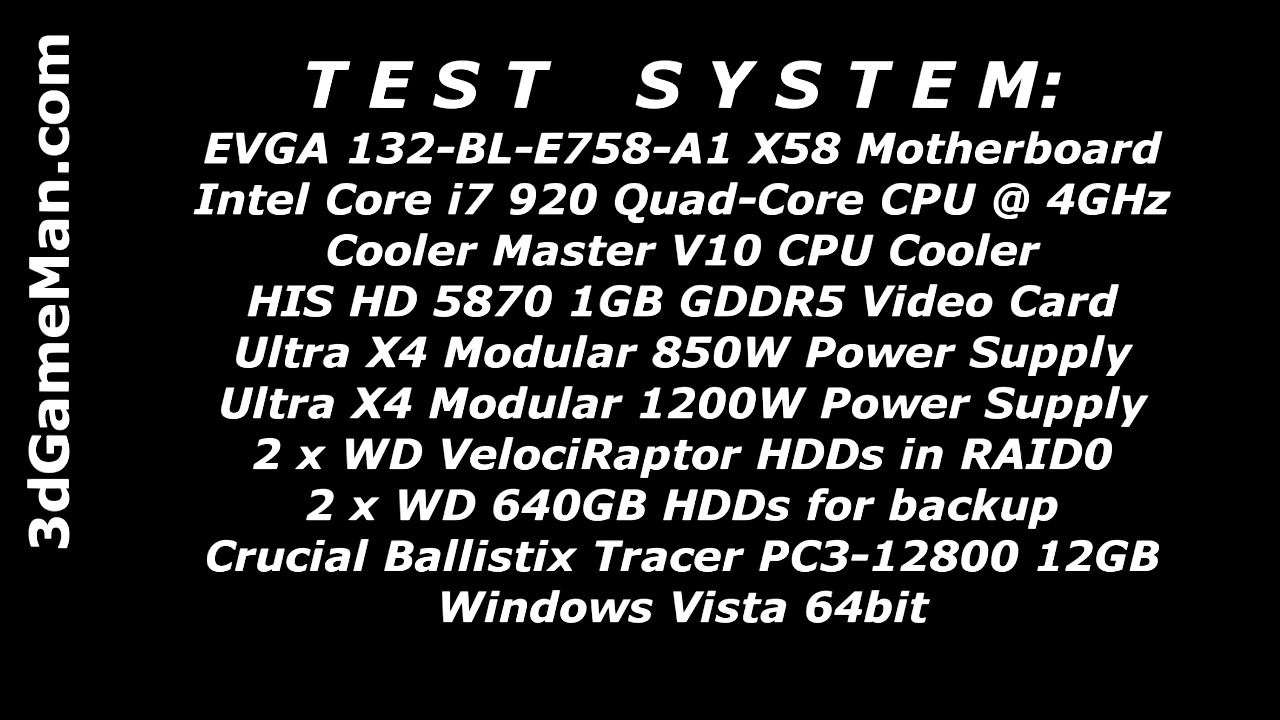 3dGameMan.com
TEST SYSTEM:
EVGA 132-BL-E758-A1 X58 Motherboard
Intel Core i7 920 Quad-Core CPU @ 4GHz
Cooler Master V10 CPU Cooler
HIS HD 5870 1GB GDDR5 Video Card
Ultra X4 Modular 850W Power Supply
Ultra X4 Modular 1200W Power Supply
2 x WD VelociRaptor HDDs in RAID0
2 x WD 640GB HDDs for backup
Crucial Ballistix Tracer PC3-12800 12GB
Windows Vista 64bit